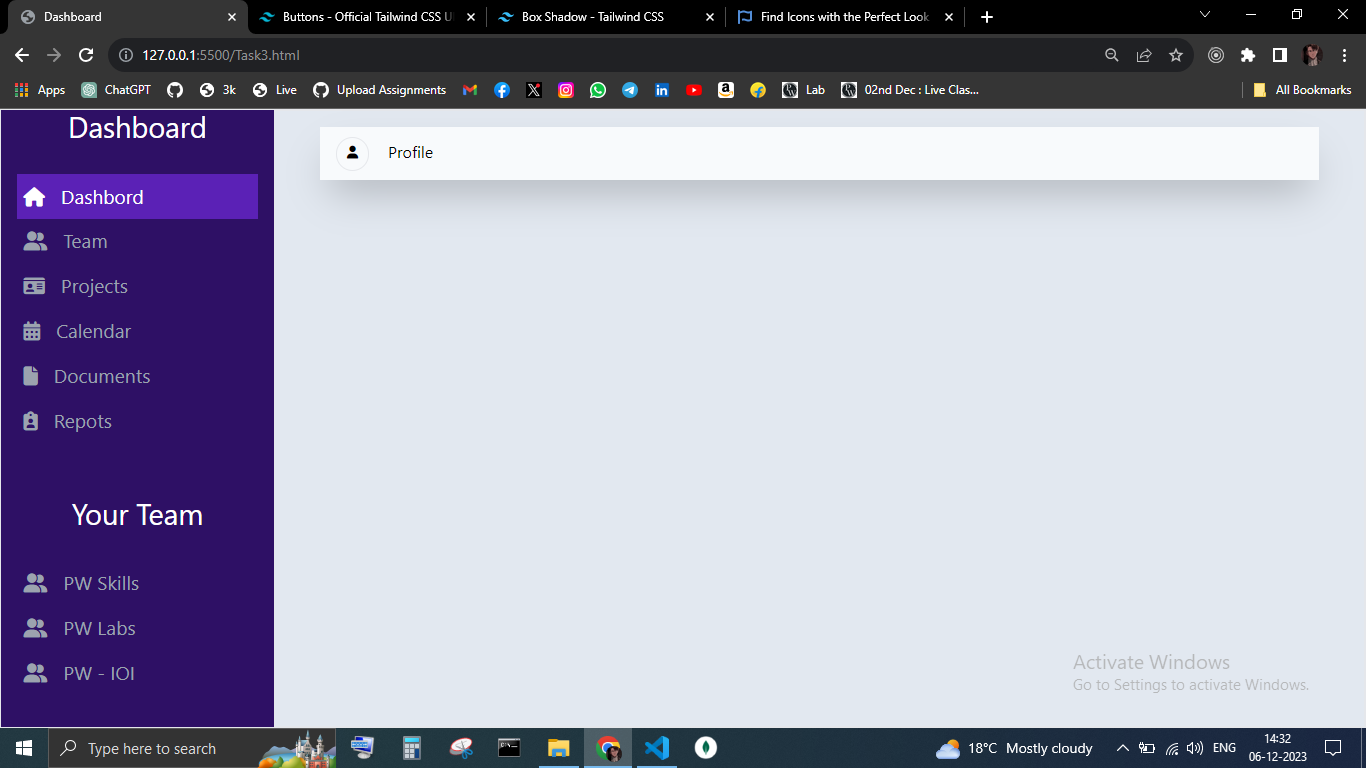 Dashboard
Buttons - Official Tailwind CSS U
Box Shadow - Tailwind CSS
Find Icons with the Perfect Look
127.0.0.1:5500/Task3.html
Apps
ChatGPT
3k
Live
Upload Assignments
Lab
02nd Dec : Live Clas...
All Bookmarks
Dashboard
Dashbord
Team
Projects
Calendar
Documents
Repots
Your Team
PW Skills
PW Labs
PW - IOI
Profile
Activate Windows
Go to Settings to activate Windows.
Type here to search
18°C Mostly cloudy
ENG
14:32
06-12-2023